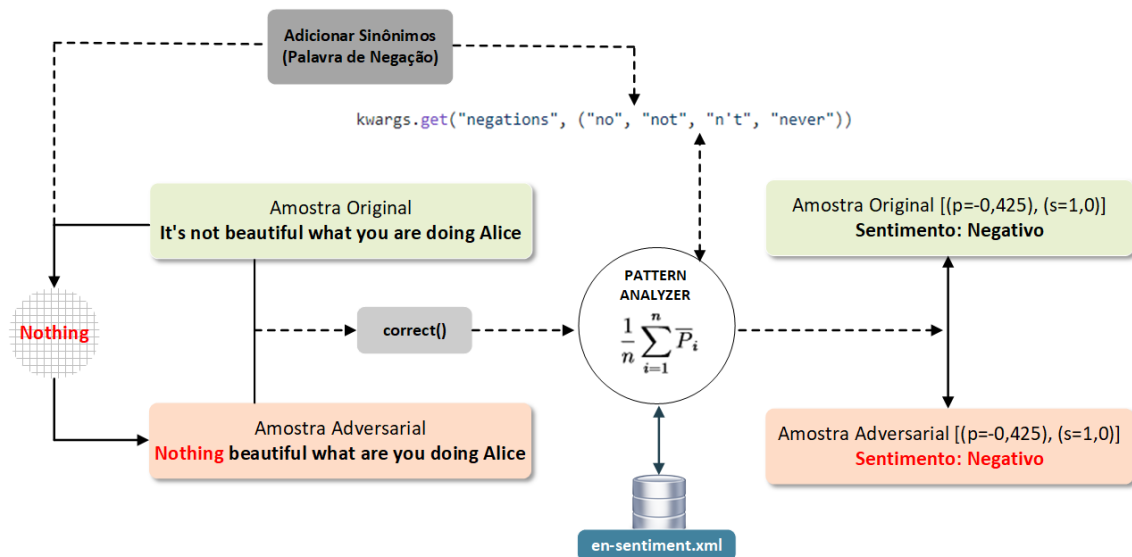 Adicionar Sinônimos
(Palavra de Negação)
kwargs.get("negations", ("no", "not", "n't", "never"))
Amostra Original
It's not beautiful what you are doing Alice
Amostra Original [(p=-0,425), (s=1,0)]
Sentimento: Negativo
PATTERN
ANALYZER
Nothing
correct()
1/n ∑ i=1 n P̅i
Amostra Adversarial
Nothing beautiful what are you doing Alice
Amostra Adversarial [(p=-0,425), (s=1,0)]
Sentimento: Negativo
en-sentiment.xml